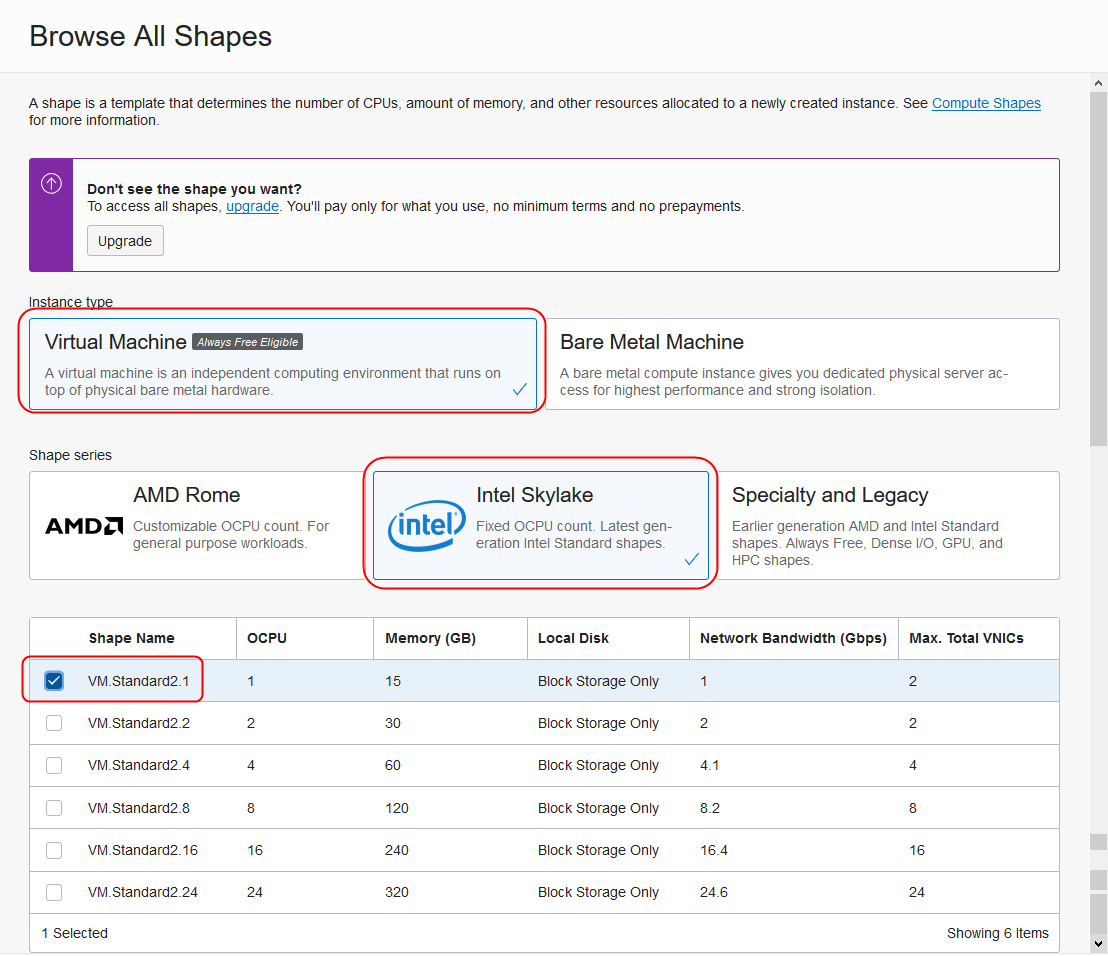 Browse All Shapes
A shape is a template that determines the number of CPUs, amount of memory, and other resources allocated to a newly created instance. See Compute Shapes
for more information.
Don't see the shape you want?
To access all shapes, upgrade. You'll pay only for what you use, no minimum terms and no prepayments.
Upgrade
Instance type
Virtual Machine Always Free Eligible
A virtual machine is an independent computing environment that runs on
top of physical bare metal hardware.
Bare Metal Machine
A bare metal compute instance gives you dedicated physical server ac-
cess for highest performance and strong isolation.
Shape series
AMD
AMD Rome
Customizable OCPU count. For
general purpose workloads.
intel
Intel Skylake
Fixed OCPU count. Latest gen-
eration Intel Standard shapes.
Specialty and Legacy
Earlier generation AMD and Intel Standard
shapes. Always Free, Dense I/O, GPU, and
HPC shapes.
Shape Name OCPU Memory (GB) Local Disk Network Bandwidth (Gbps) Max. Total VNICs
VM.Standard2.1 1 15 Block Storage Only 1 2
VM.Standard2.2 2 30 Block Storage Only 2 2
VM.Standard2.4 4 60 Block Storage Only 4.1 4
VM.Standard2.8 8 120 Block Storage Only 8.2 8
VM.Standard2.16 16 240 Block Storage Only 16.4 16
VM.Standard2.24 24 320 Block Storage Only 24.6 24
1 Selected Showing 6 Items